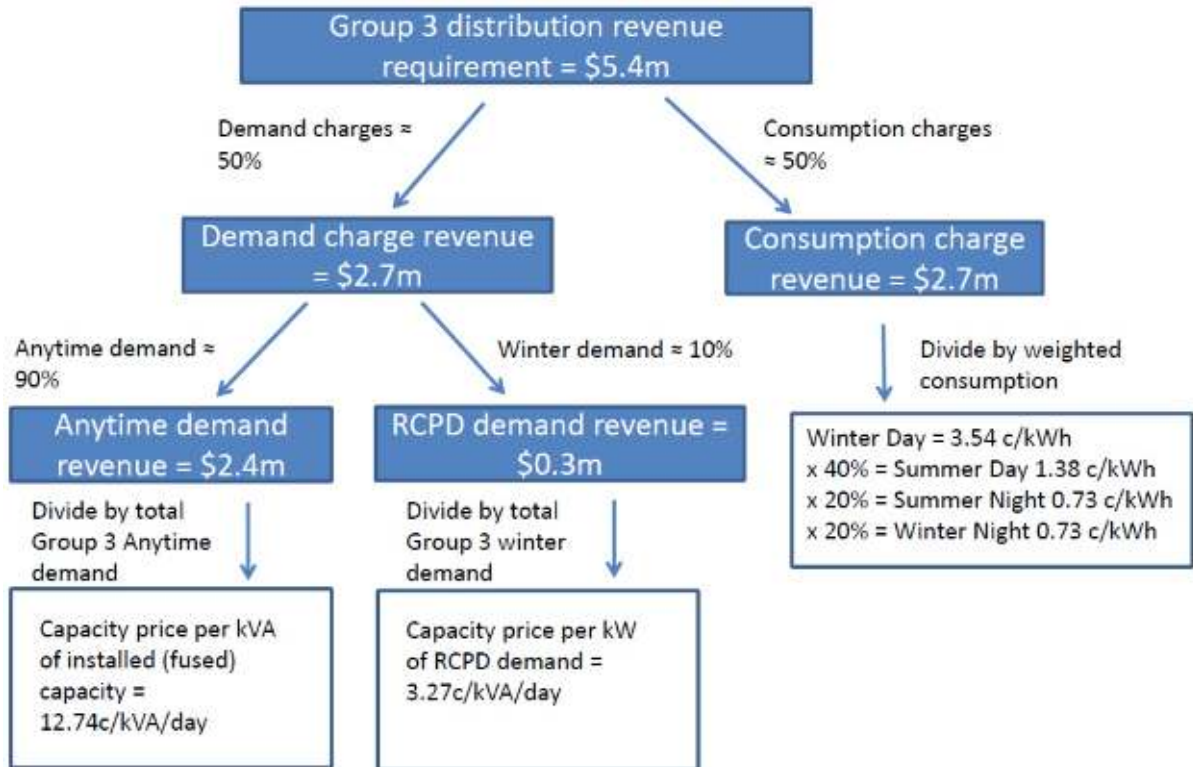 Group 3 distribution revenue
requirement = $5.4m
Demand charges ≈
50%
Consumption charges
≈ 50%
Demand charge revenue
= $2.7m
Consumption charge
revenue = $2.7m
Anytime demand ≈
90%
Winter demand ≈ 10%
Divide by weighted
consumption
Anytime demand
revenue = $2.4m
RCPD demand revenue =
$0.3m
Winter Day = 3.54 c/kWh
x 40% = Summer Day 1.38 c/kWh
x 20% = Summer Night 0.73 c/kWh
x 20% = Winter Night 0.73 c/kWh
Divide by total
Group 3 Anytime
demand
Divide by total
Group 3 winter
demand
Capacity price per kVA
of installed (fused)
capacity =
12.74c/kVA/day
Capacity price per kW
of RCPD demand =
3.27c/kVA/day